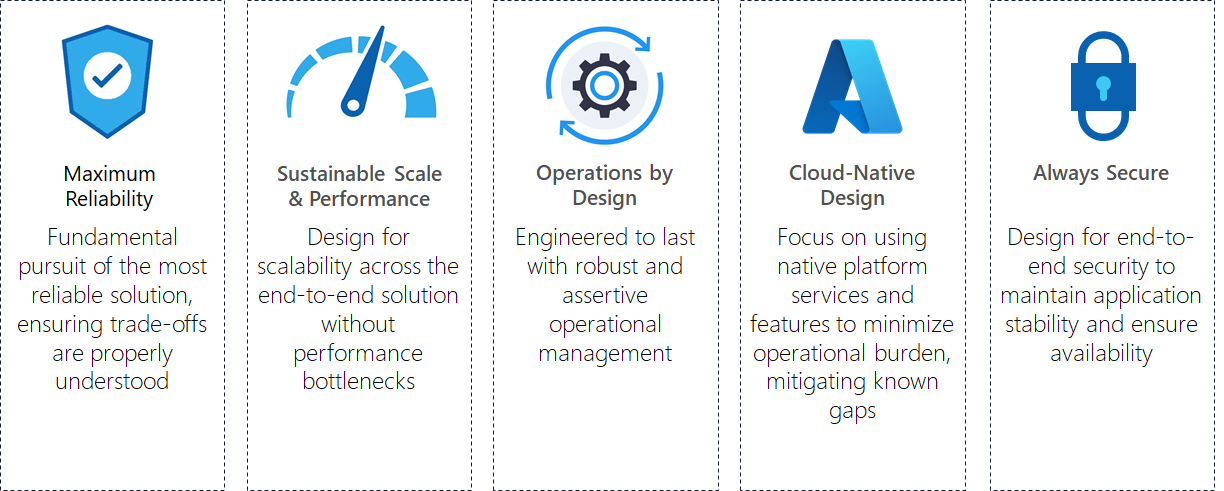 Maximum
Reliability
Fundamental
pursuit of the most
reliable solution,
ensuring trade-offs
are properly
understood
Sustainable Scale
& Performance
Design for
scalability across the
end-to-end solution
without
performance
bottlenecks
Operations by
Design
Engineered to last
with robust and
assertive
operational
management
Cloud-Native
Design
Focus on using
native platform
services and
features to minimize
operational burden,
mitigating known
gaps
Always Secure
Design for end-to-
end security to
maintain application
stability and ensure
availability